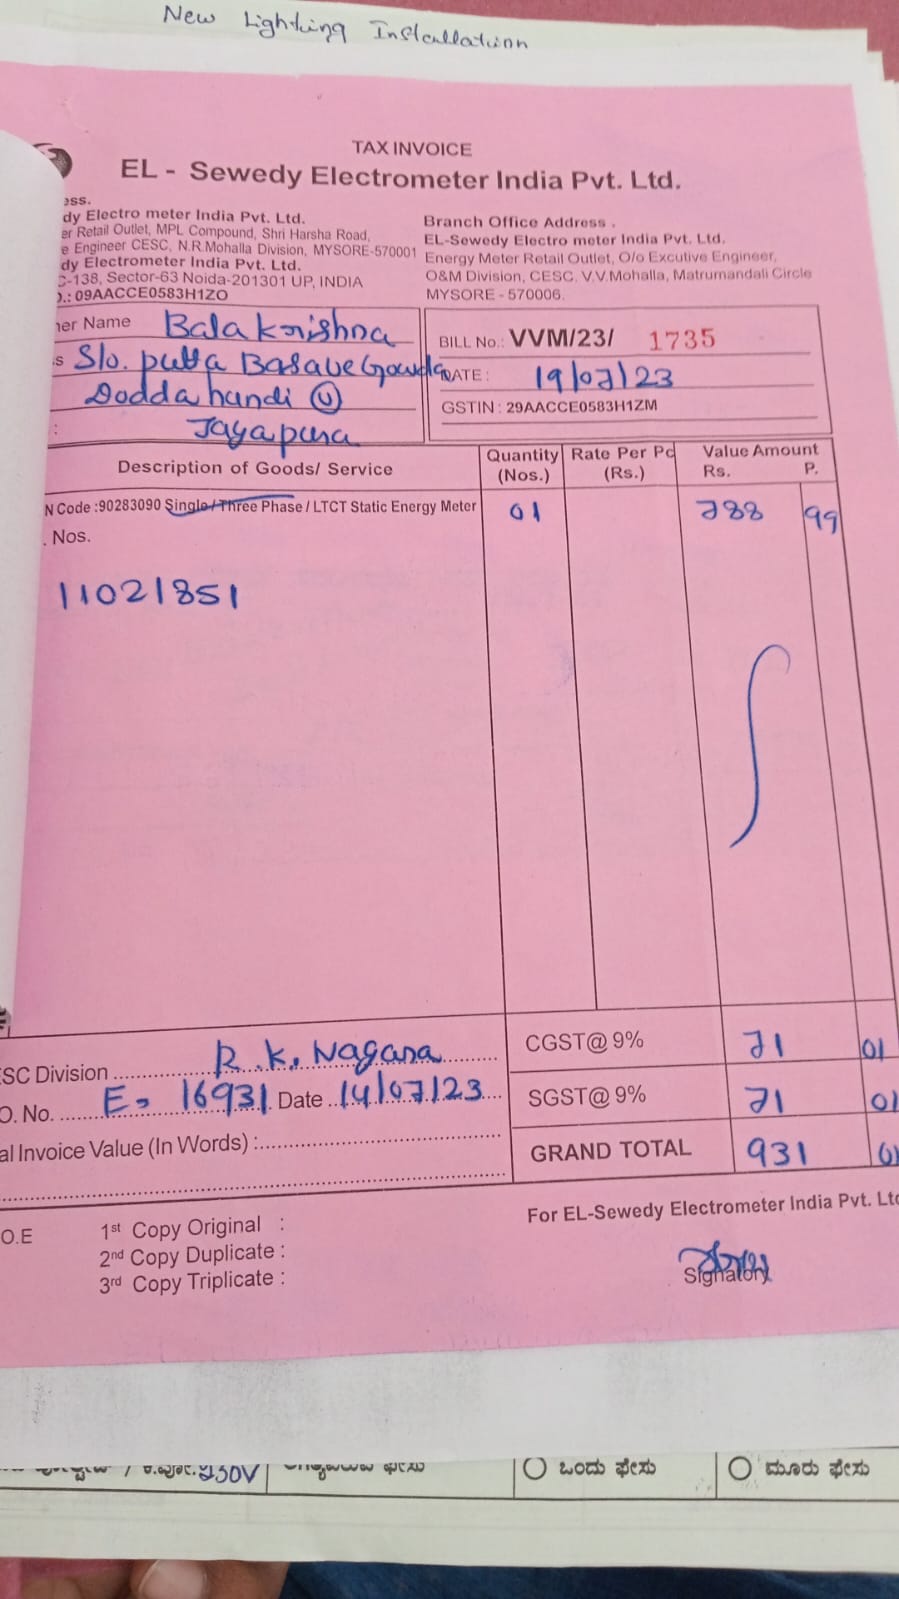 New Lighting Installation
TAX INVOICE
EL - Sewedy Electrometer India Pvt. Ltd.
ess.
dy Electro meter India Pvt. Ltd.
er Retail Outlet, MPL Compound, Shri Harsha Road,
e Engineer CESC, N.R.Mohalla Division, MYSORE-570001
dy Electrometer India Pvt. Ltd.
C-138, Sector-63 Noida-201301 UP, INDIA
O.: 09AACCE0583H1ZO
Branch Office Address .
EL-Sewedy Electro meter India Pvt. Ltd.
Energy Meter Retail Outlet, O/o Excutive Engineer,
O&M Division, CESC, V.V.Mohalla, Matrumandali Circle
MYSORE - 570006.
ner Name Balakrishna
s S/o. putta Basave Gowda
Doddahundi (V)
: Jayapura
BILL No.: VVM/23/ 1735
DATE : 19/07/23
GSTIN : 29AACCE0583H1ZM
Description of Goods/ Service Quantity (Nos.) Rate Per Pc (Rs.) Value Amount Rs. P.
N Code :90283090 Single / Three Phase / LTCT Static Energy Meter 01 788 99
. Nos.
11021851
SC Division R.K. Nagara
O. No. E= 16931 Date 14/07/23
al Invoice Value (In Words) :
CGST@ 9% 71 01
SGST@ 9% 71 01
GRAND TOTAL 931 01
O.E
1st Copy Original :
2nd Copy Duplicate :
3rd Copy Triplicate :
For EL-Sewedy Electrometer India Pvt. Ltd
Signatory
230V
ಒಂದು ಫೇಸು
ಮೂರು ಫೇಸು